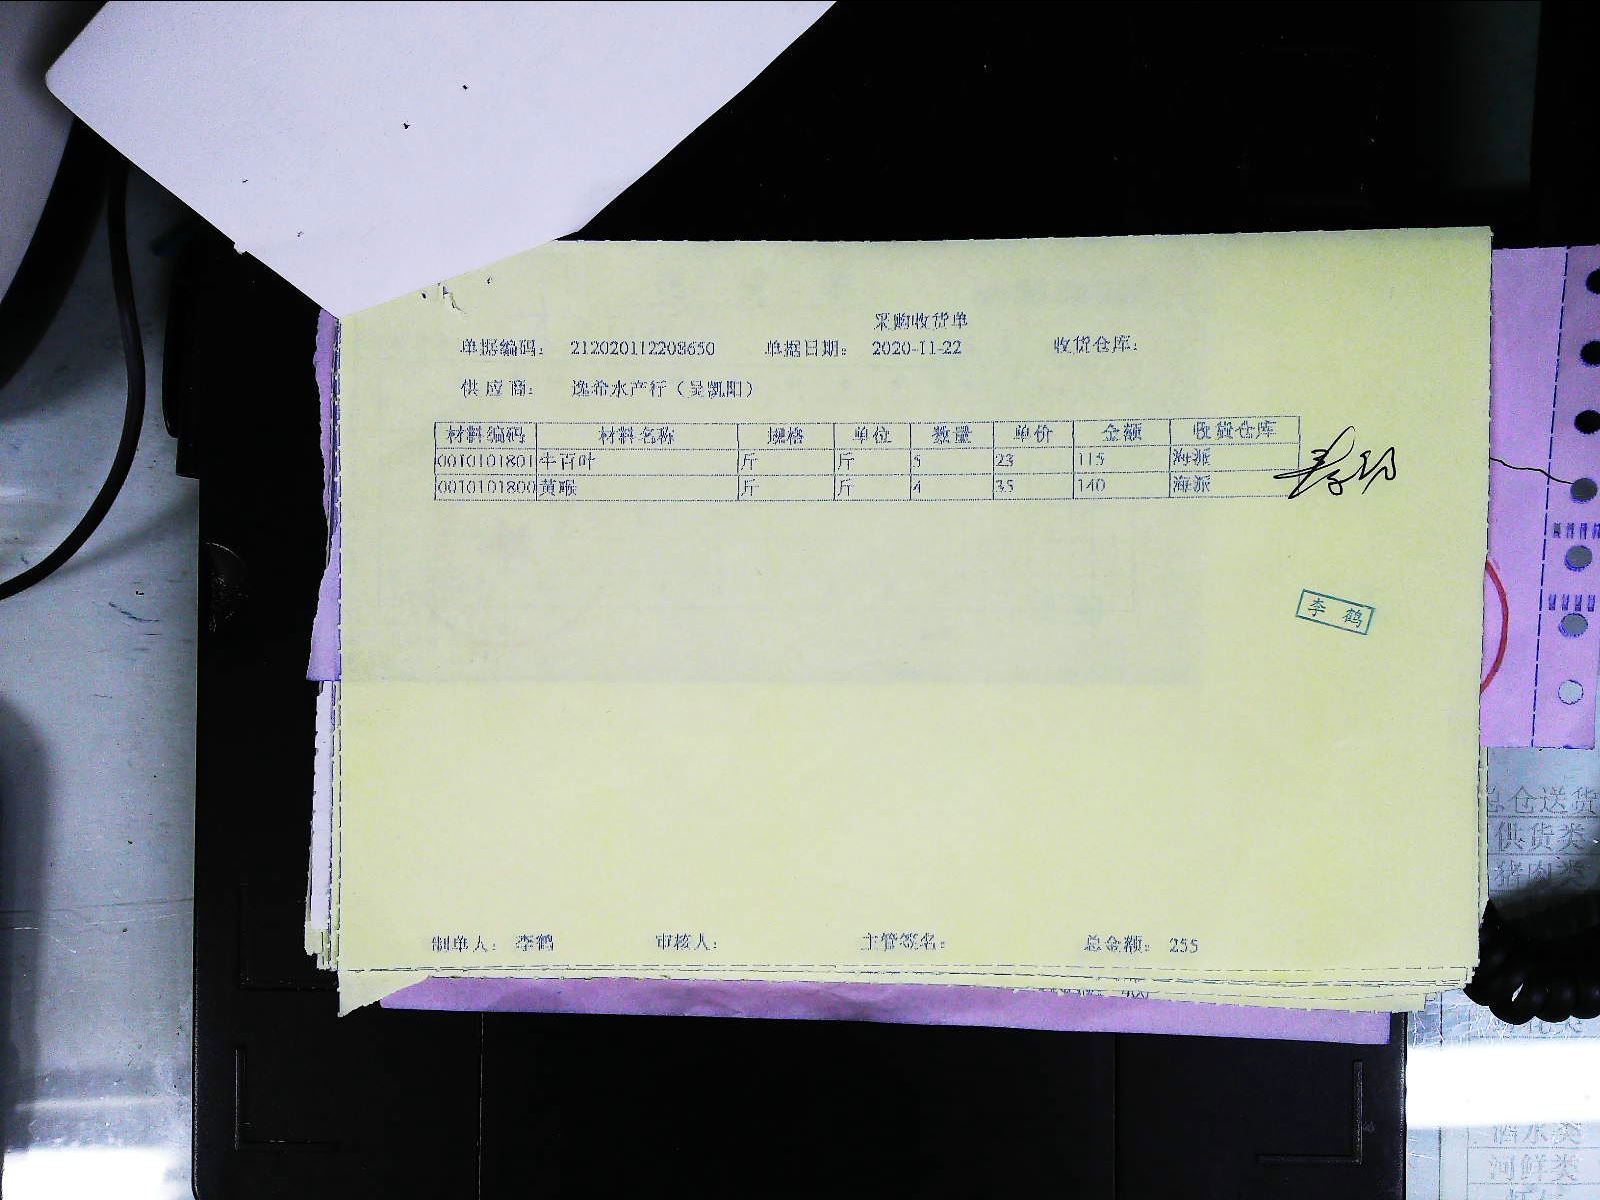 采购收货单
单据编码： 212020112208650 单据日期： 2020-11-22 收货仓库：
供 应 商： 逸希水产行（吴凯阳）
材料编码 材料名称 规格 单位 数量 单价 金额 收货仓库
0010101801 牛百叶 斤 斤 5 23 115 海派
0010101800 黄喉 斤 斤 4 35 140 海派
李 鹤
制单人： 李鹤 审核人： 主管签名： 总金额： 255
总仓送货
供货类
猪肉类
酒水类
河鲜类